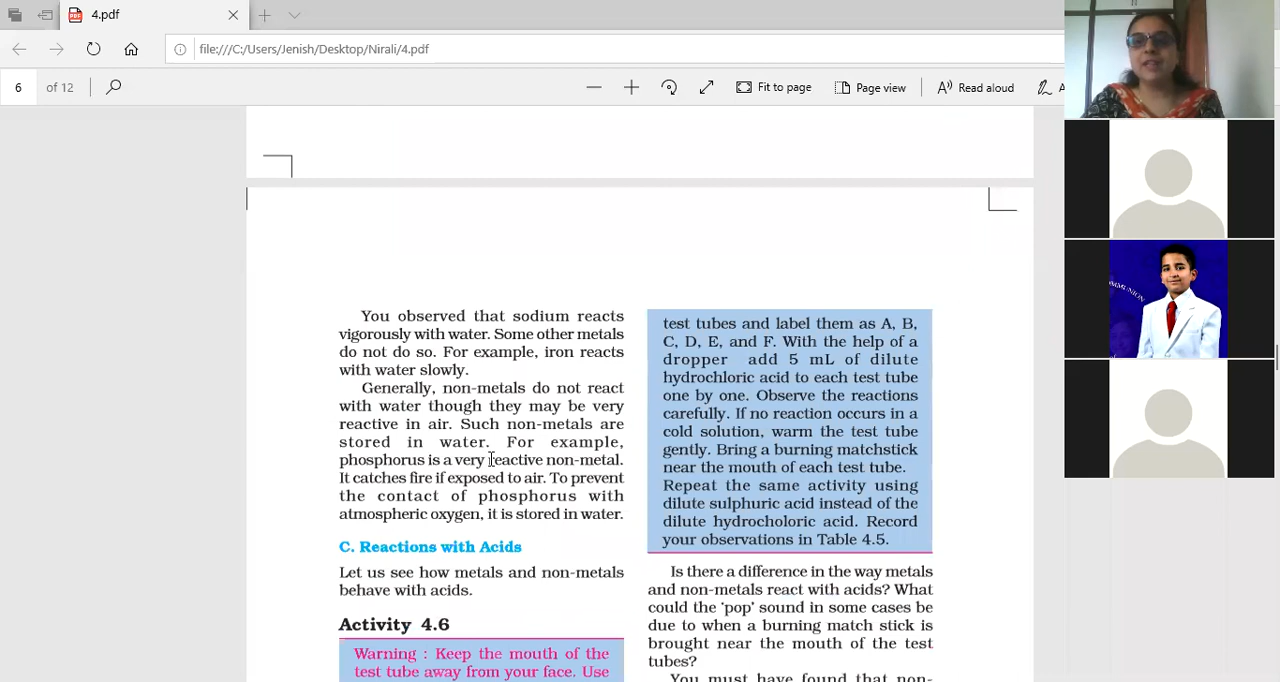 4.pdf
file:///C:/Users/Jenish/Desktop/Nirali/4.pdf
6 of 12
Fit to page
Page view
Read aloud
You observed that sodium reacts
vigorously with water. Some other metals
do not do so. For example, iron reacts
with water slowly.
Generally, non-metals do not react
with water though they may be very
reactive in air. Such non-metals are
stored in water. For example,
phosphorus is a very reactive non-metal.
It catches fire if exposed to air. To prevent
the contact of phosphorus with
atmospheric oxygen, it is stored in water.
C. Reactions with Acids
Let us see how metals and non-metals
behave with acids.
Activity 4.6
Warning : Keep the mouth of the
test tube away from your face. Use
test tubes and label them as A, B,
C, D, E, and F. With the help of a
dropper add 5 mL of dilute
hydrochloric acid to each test tube
one by one. Observe the reactions
carefully. If no reaction occurs in a
cold solution, warm the test tube
gently. Bring a burning matchstick
near the mouth of each test tube.
Repeat the same activity using
dilute sulphuric acid instead of the
dilute hydrocholoric acid. Record
your observations in Table 4.5.
Is there a difference in the way metals
and non-metals react with acids? What
could the 'pop' sound in some cases be
due to when a burning match stick is
brought near the mouth of the test
tubes?
You must have found that non-